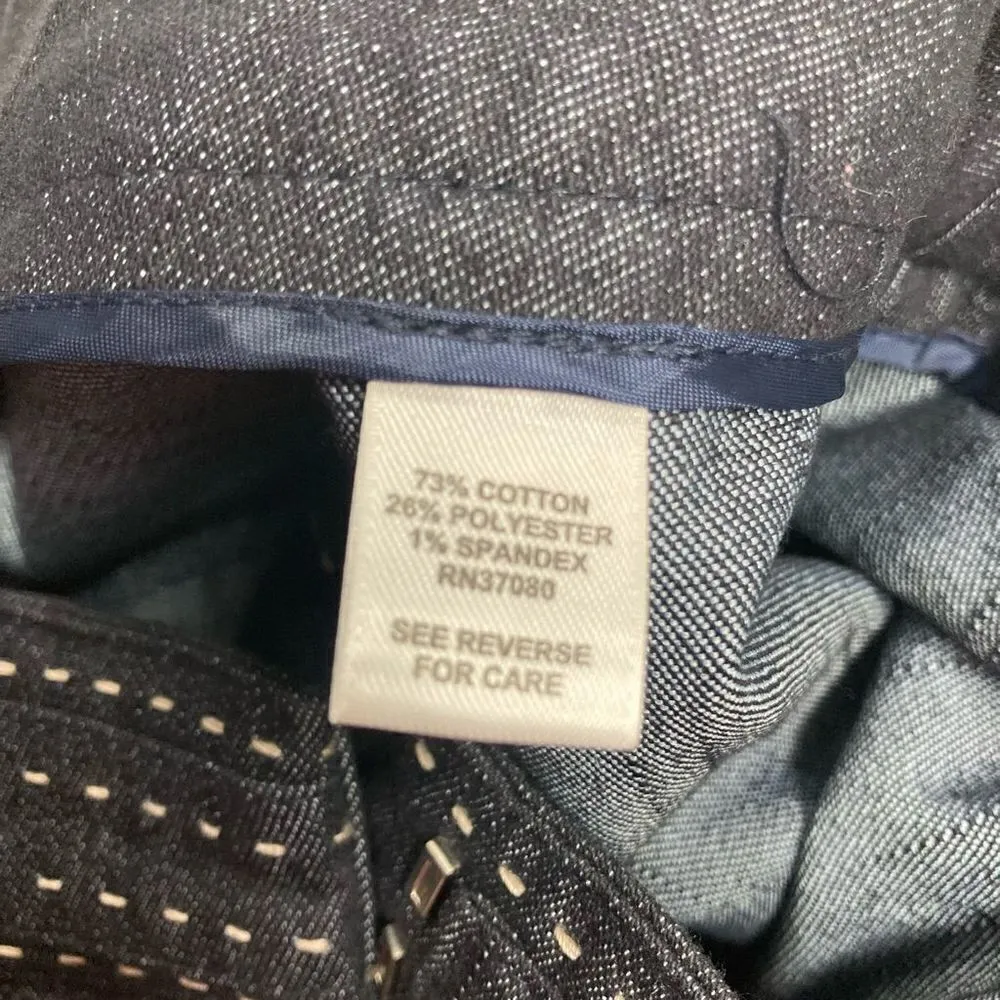 73% COTTON
26% POLYESTER
1% SPANDEX
RN37080
SEE REVERSE
FOR CARE